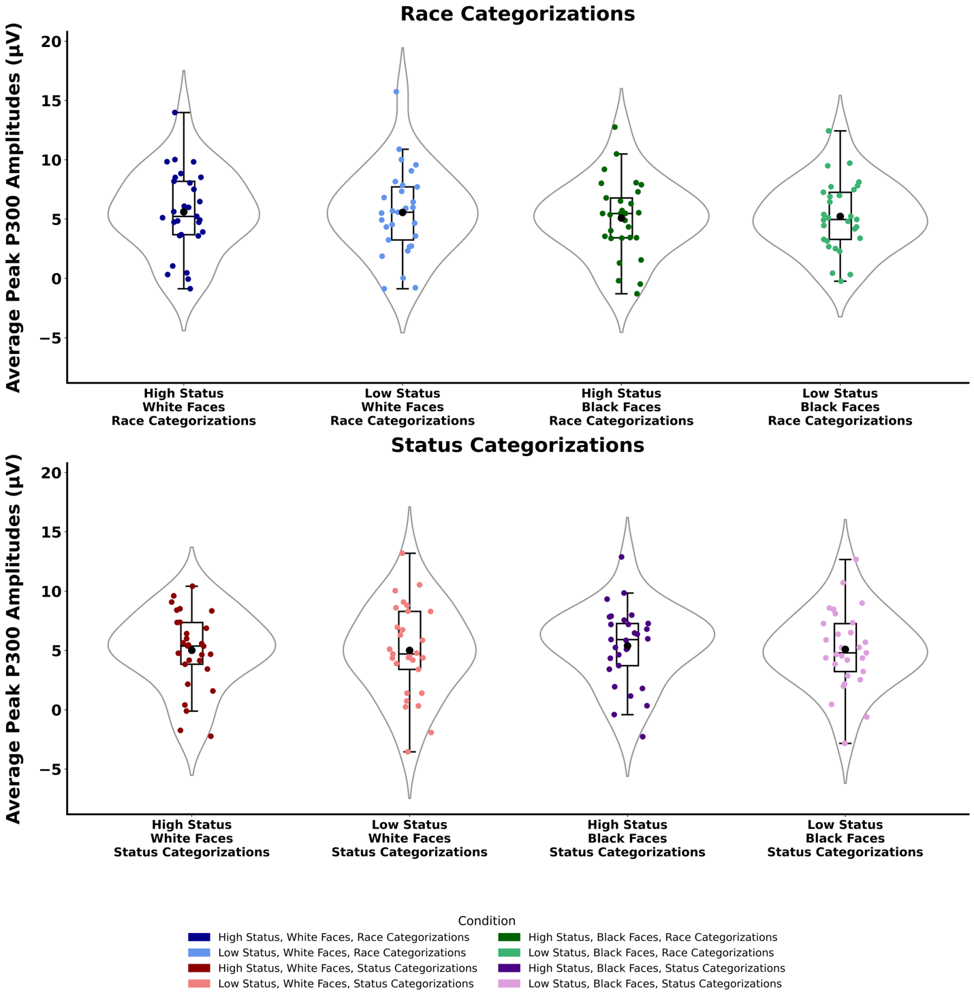 Race Categorizations
Average Peak P300 Amplitudes (µV)
20
15
10
5
0
−5
High Status
White Faces
Race Categorizations
Low Status
White Faces
Race Categorizations
High Status
Black Faces
Race Categorizations
Low Status
Black Faces
Race Categorizations
Status Categorizations
Average Peak P300 Amplitudes (µV)
20
15
10
5
0
−5
High Status
White Faces
Status Categorizations
Low Status
White Faces
Status Categorizations
High Status
Black Faces
Status Categorizations
Low Status
Black Faces
Status Categorizations
Condition
High Status, White Faces, Race Categorizations
Low Status, White Faces, Race Categorizations
High Status, White Faces, Status Categorizations
Low Status, White Faces, Status Categorizations
High Status, Black Faces, Race Categorizations
Low Status, Black Faces, Race Categorizations
High Status, Black Faces, Status Categorizations
Low Status, Black Faces, Status Categorizations